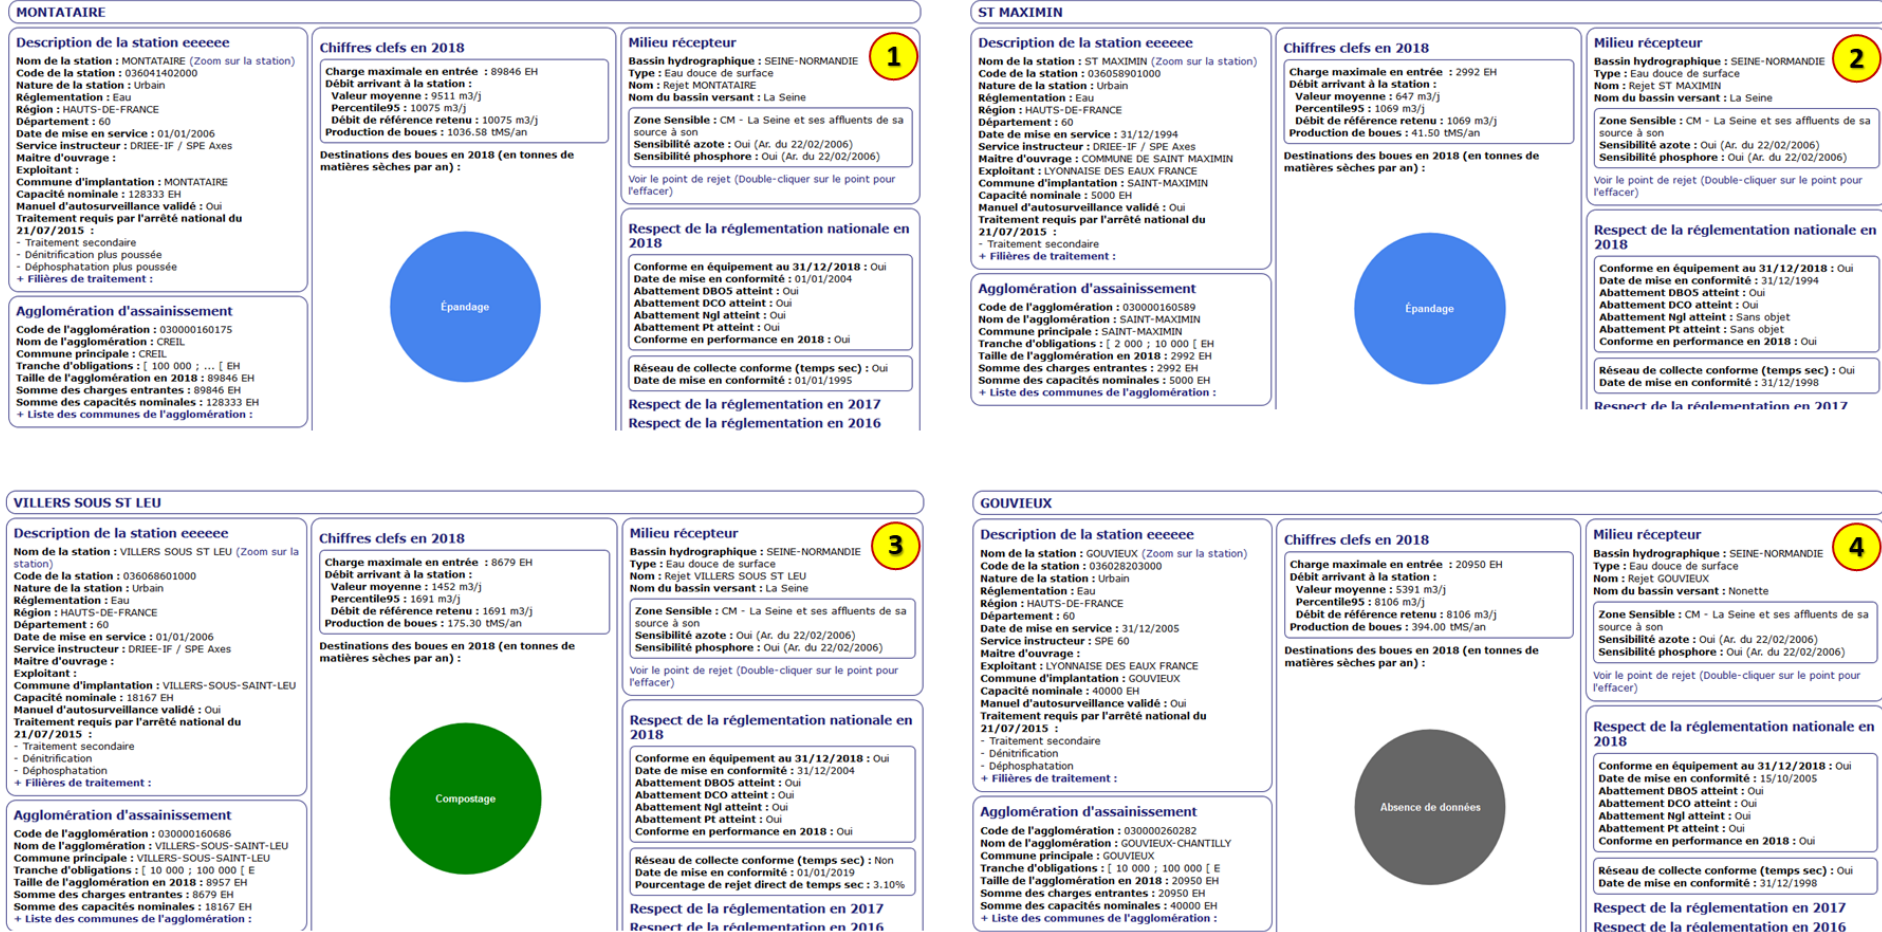 MONTATAIRE
Description de la station eeeeee
Nom de la station : MONTATAIRE (Zoom sur la station)
Code de la station : 036041402000
Nature de la station : Urbain
Réglementation : Eau
Région : HAUTS-DE-FRANCE
Département : 60
Date de mise en service : 01/01/2006
Service instructeur : DRIEE-IF / SPE Axes
Maitre d'ouvrage :
Exploitant :
Commune d'implantation : MONTATAIRE
Capacité nominale : 128333 EH
Manuel d'autosurveillance validé : Oui
Traitement requis par l'arrêté national du
21/07/2015 :
- Traitement secondaire
- Dénitrification plus poussée
- Déphosphatation plus poussée
+ Filières de traitement :
Agglomération d'assainissement
Code de l'agglomération : 030000160175
Nom de l'agglomération : CREIL
Commune principale : CREIL
Tranche d'obligations : [ 100 000 ; ... [ EH
Taille de l'agglomération en 2018 : 89846 EH
Somme des charges entrantes : 89846 EH
Somme des capacités nominales : 128333 EH
+ Liste des communes de l'agglomération :
Chiffres clefs en 2018
Charge maximale en entrée : 89846 EH
Débit arrivant à la station :
Valeur moyenne : 9511 m3/j
Percentile95 : 10075 m3/j
Débit de référence retenu : 10075 m3/j
Production de boues : 1036.58 tMS/an
Destinations des boues en 2018 (en tonnes de
matières sèches par an) :
Épandage
Milieu récepteur
1
Bassin hydrographique : SEINE-NORMANDIE
Type : Eau douce de surface
Nom : Rejet MONTATAIRE
Nom du bassin versant : La Seine
Zone Sensible : CM - La Seine et ses affluents de sa
source à son
Sensibilité azote : Oui (Ar. du 22/02/2006)
Sensibilité phosphore : Oui (Ar. du 22/02/2006)
Voir le point de rejet (Double-cliquer sur le point pour
l'effacer)
Respect de la réglementation nationale en
2018
Conforme en équipement au 31/12/2018 : Oui
Date de mise en conformité : 01/01/2004
Abattement DBO5 atteint : Oui
Abattement DCO atteint : Oui
Abattement Ngl atteint : Oui
Abattement Pt atteint : Oui
Conforme en performance en 2018 : Oui
Réseau de collecte conforme (temps sec) : Oui
Date de mise en conformité : 01/01/1995
Respect de la réglementation en 2017
Respect de la réglementation en 2016
ST MAXIMIN
Description de la station eeeeee
Nom de la station : ST MAXIMIN (Zoom sur la station)
Code de la station : 036058901000
Nature de la station : Urbain
Réglementation : Eau
Région : HAUTS-DE-FRANCE
Département : 60
Date de mise en service : 31/12/1994
Service instructeur : DRIEE-IF / SPE Axes
Maitre d'ouvrage : COMMUNE DE SAINT MAXIMIN
Exploitant : LYONNAISE DES EAUX FRANCE
Commune d'implantation : SAINT-MAXIMIN
Capacité nominale : 5000 EH
Manuel d'autosurveillance validé : Oui
Traitement requis par l'arrêté national du
21/07/2015 :
- Traitement secondaire
+ Filières de traitement :
Agglomération d'assainissement
Code de l'agglomération : 030000160589
Nom de l'agglomération : SAINT-MAXIMIN
Commune principale : SAINT-MAXIMIN
Tranche d'obligations : [ 2 000 ; 10 000 [ EH
Taille de l'agglomération en 2018 : 2992 EH
Somme des charges entrantes : 2992 EH
Somme des capacités nominales : 5000 EH
+ Liste des communes de l'agglomération :
Chiffres clefs en 2018
Charge maximale en entrée : 2992 EH
Débit arrivant à la station :
Valeur moyenne : 647 m3/j
Percentile95 : 1069 m3/j
Débit de référence retenu : 1069 m3/j
Production de boues : 41.50 tMS/an
Destinations des boues en 2018 (en tonnes de
matières sèches par an) :
Épandage
Milieu récepteur
2
Bassin hydrographique : SEINE-NORMANDIE
Type : Eau douce de surface
Nom : Rejet ST MAXIMIN
Nom du bassin versant : La Seine
Zone Sensible : CM - La Seine et ses affluents de sa
source à son
Sensibilité azote : Oui (Ar. du 22/02/2006)
Sensibilité phosphore : Oui (Ar. du 22/02/2006)
Voir le point de rejet (Double-cliquer sur le point pour
l'effacer)
Respect de la réglementation nationale en
2018
Conforme en équipement au 31/12/2018 : Oui
Date de mise en conformité : 31/12/1994
Abattement DBO5 atteint : Oui
Abattement DCO atteint : Oui
Abattement Ngl atteint : Sans objet
Abattement Pt atteint : Sans objet
Conforme en performance en 2018 : Oui
Réseau de collecte conforme (temps sec) : Oui
Date de mise en conformité : 31/12/1998
Respect de la réglementation en 2017
VILLERS SOUS ST LEU
Description de la station eeeeee
Nom de la station : VILLERS SOUS ST LEU (Zoom sur la
station)
Code de la station : 036068601000
Nature de la station : Urbain
Réglementation : Eau
Région : HAUTS-DE-FRANCE
Département : 60
Date de mise en service : 01/01/2006
Service instructeur : DRIEE-IF / SPE Axes
Maitre d'ouvrage :
Exploitant :
Commune d'implantation : VILLERS-SOUS-SAINT-LEU
Capacité nominale : 18167 EH
Manuel d'autosurveillance validé : Oui
Traitement requis par l'arrêté national du
21/07/2015 :
- Traitement secondaire
- Dénitrification
- Déphosphatation
+ Filières de traitement :
Agglomération d'assainissement
Code de l'agglomération : 030000160686
Nom de l'agglomération : VILLERS-SOUS-SAINT-LEU
Commune principale : VILLERS-SOUS-SAINT-LEU
Tranche d'obligations : [ 10 000 ; 100 000 [ E
Taille de l'agglomération en 2018 : 8957 EH
Somme des charges entrantes : 8679 EH
Somme des capacités nominales : 18167 EH
+ Liste des communes de l'agglomération :
Chiffres clefs en 2018
Charge maximale en entrée : 8679 EH
Débit arrivant à la station :
Valeur moyenne : 1452 m3/j
Percentile95 : 1691 m3/j
Débit de référence retenu : 1691 m3/j
Production de boues : 175.30 tMS/an
Destinations des boues en 2018 (en tonnes de
matières sèches par an) :
Compostage
Milieu récepteur
3
Bassin hydrographique : SEINE-NORMANDIE
Type : Eau douce de surface
Nom : Rejet VILLERS SOUS ST LEU
Nom du bassin versant : La Seine
Zone Sensible : CM - La Seine et ses affluents de sa
source à son
Sensibilité azote : Oui (Ar. du 22/02/2006)
Sensibilité phosphore : Oui (Ar. du 22/02/2006)
Voir le point de rejet (Double-cliquer sur le point pour
l'effacer)
Respect de la réglementation nationale en
2018
Conforme en équipement au 31/12/2018 : Oui
Date de mise en conformité : 31/12/2004
Abattement DBO5 atteint : Oui
Abattement DCO atteint : Oui
Abattement Ngl atteint : Oui
Abattement Pt atteint : Oui
Conforme en performance en 2018 : Oui
Réseau de collecte conforme (temps sec) : Non
Date de mise en conformité : 01/01/2019
Pourcentage de rejet direct de temps sec : 3.10%
Respect de la réglementation en 2017
Respect de la réglementation en 2016
GOUVIEUX
Description de la station eeeeee
Nom de la station : GOUVIEUX (Zoom sur la station)
Code de la station : 036028203000
Nature de la station : Urbain
Réglementation : Eau
Région : HAUTS-DE-FRANCE
Département : 60
Date de mise en service : 31/12/2005
Service instructeur : SPE 60
Maitre d'ouvrage :
Exploitant : LYONNAISE DES EAUX FRANCE
Commune d'implantation : GOUVIEUX
Capacité nominale : 40000 EH
Manuel d'autosurveillance validé : Oui
Traitement requis par l'arrêté national du
21/07/2015 :
- Traitement secondaire
- Dénitrification
- Déphosphatation
+ Filières de traitement :
Agglomération d'assainissement
Code de l'agglomération : 030000260282
Nom de l'agglomération : GOUVIEUX-CHANTILLY
Commune principale : GOUVIEUX
Tranche d'obligations : [ 10 000 ; 100 000 [ E
Taille de l'agglomération en 2018 : 20950 EH
Somme des charges entrantes : 20950 EH
Somme des capacités nominales : 40000 EH
+ Liste des communes de l'agglomération :
Chiffres clefs en 2018
Charge maximale en entrée : 20950 EH
Débit arrivant à la station :
Valeur moyenne : 5391 m3/j
Percentile95 : 8106 m3/j
Débit de référence retenu : 8106 m3/j
Production de boues : 394.00 tMS/an
Destinations des boues en 2018 (en tonnes de
matières sèches par an) :
Absence de données
Milieu récepteur
4
Bassin hydrographique : SEINE-NORMANDIE
Type : Eau douce de surface
Nom : Rejet GOUVIEUX
Nom du bassin versant : Nonette
Zone Sensible : CM - La Seine et ses affluents de sa
source à son
Sensibilité azote : Oui (Ar. du 22/02/2006)
Sensibilité phosphore : Oui (Ar. du 22/02/2006)
Voir le point de rejet (Double-cliquer sur le point pour
l'effacer)
Respect de la réglementation nationale en
2018
Conforme en équipement au 31/12/2018 : Oui
Date de mise en conformité : 15/10/2005
Abattement DBO5 atteint : Oui
Abattement DCO atteint : Oui
Abattement Ngl atteint : Oui
Abattement Pt atteint : Oui
Conforme en performance en 2018 : Oui
Réseau de collecte conforme (temps sec) : Oui
Date de mise en conformité : 31/12/1998
Respect de la réglementation en 2017
Respect de la réglementation en 2016